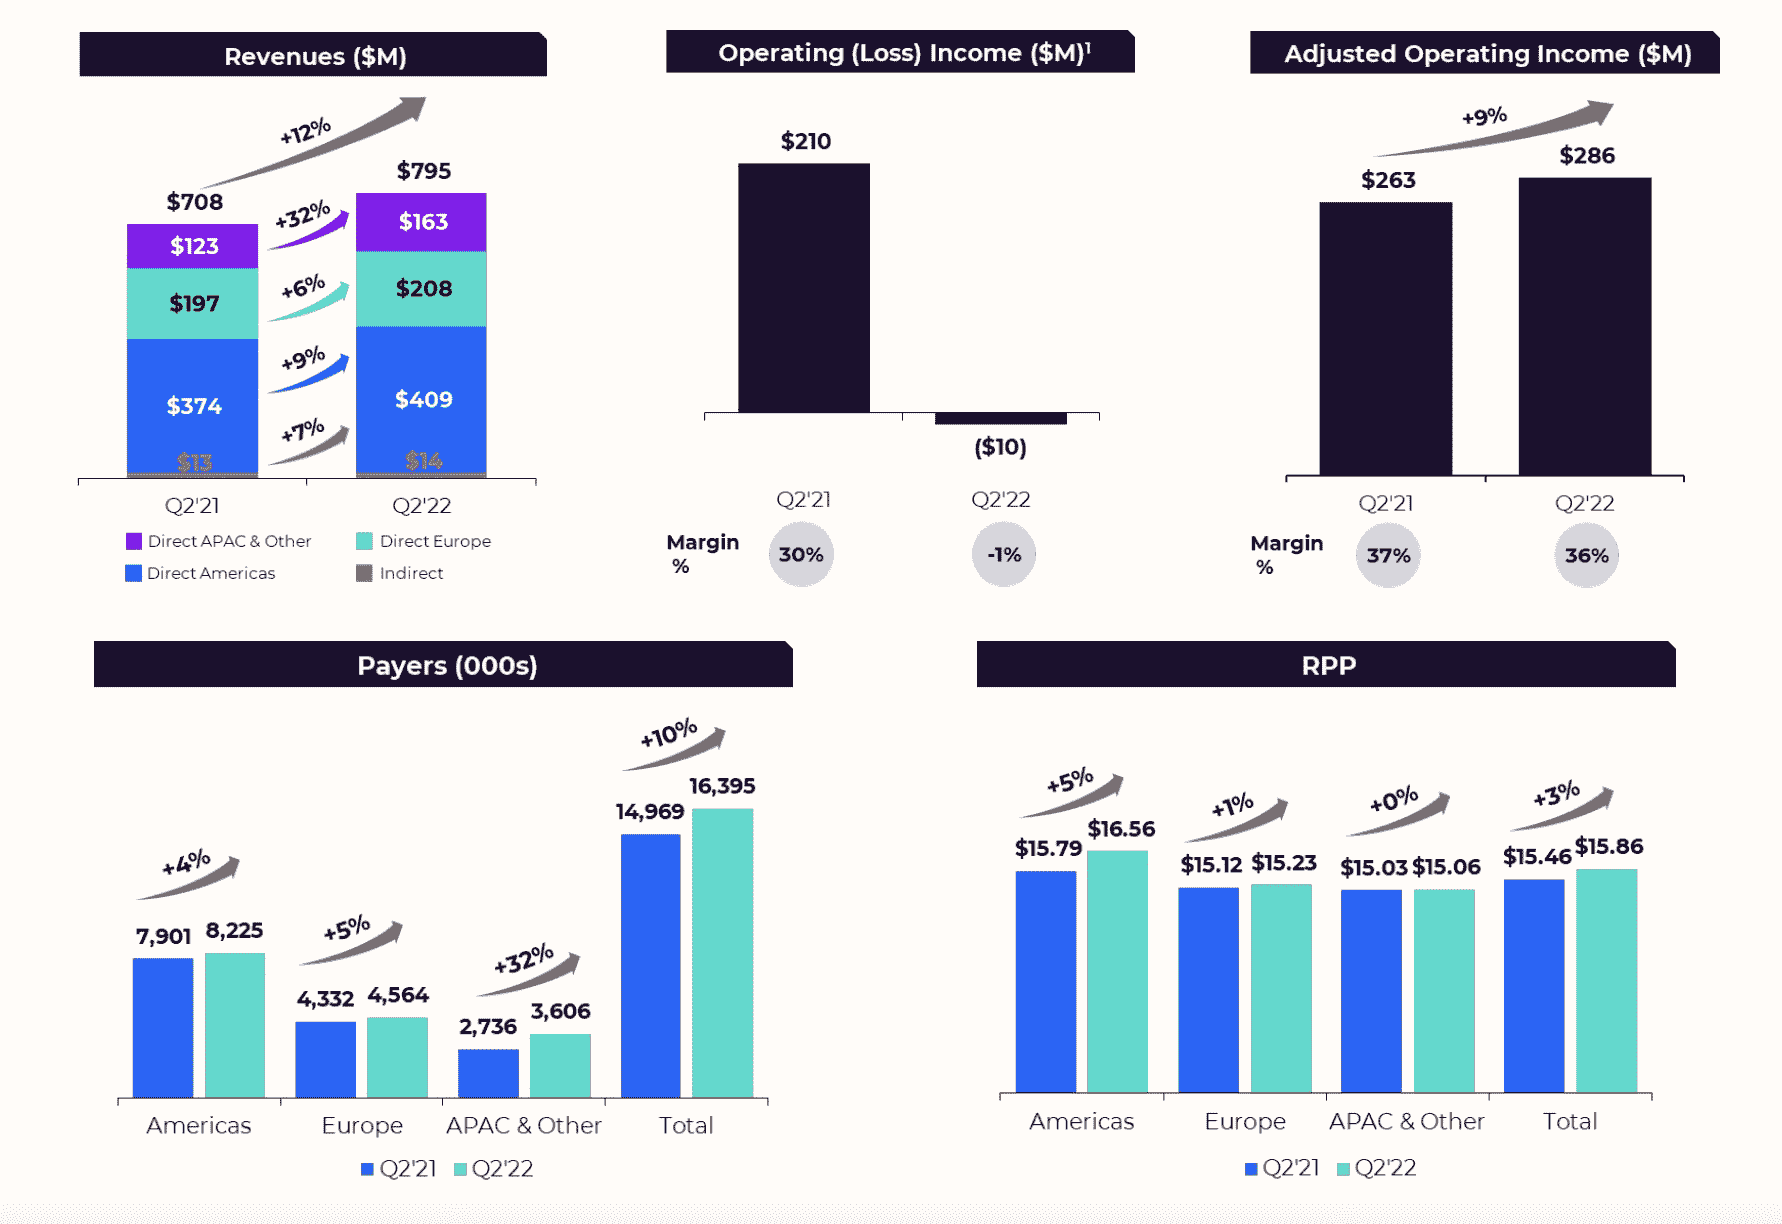 Revenues ($M)
+12%
$708
$795
+32%
$123
$163
+6%
$197
$208
+9%
$374
$409
+7%
$13
$14
Q2'21
Q2'22
Direct APAC & Other
Direct Europe
Direct Americas
Indirect
Operating (Loss) Income ($M)¹
$210
($10)
Q2'21
Q2'22
Margin
%
30%
-1%
Adjusted Operating Income ($M)
+9%
$263
$286
Q2'21
Q2'22
Margin
%
37%
36%
Payers (000s)
+4%
7,901
8,225
+5%
4,332
4,564
+32%
2,736
3,606
+10%
14,969
16,395
Americas
Europe
APAC & Other
Total
Q2'21
Q2'22
RPP
+5%
$15.79
$16.56
+1%
$15.12
$15.23
+0%
$15.03
$15.06
+3%
$15.46
$15.86
Americas
Europe
APAC & Other
Total
Q2'21
Q2'22